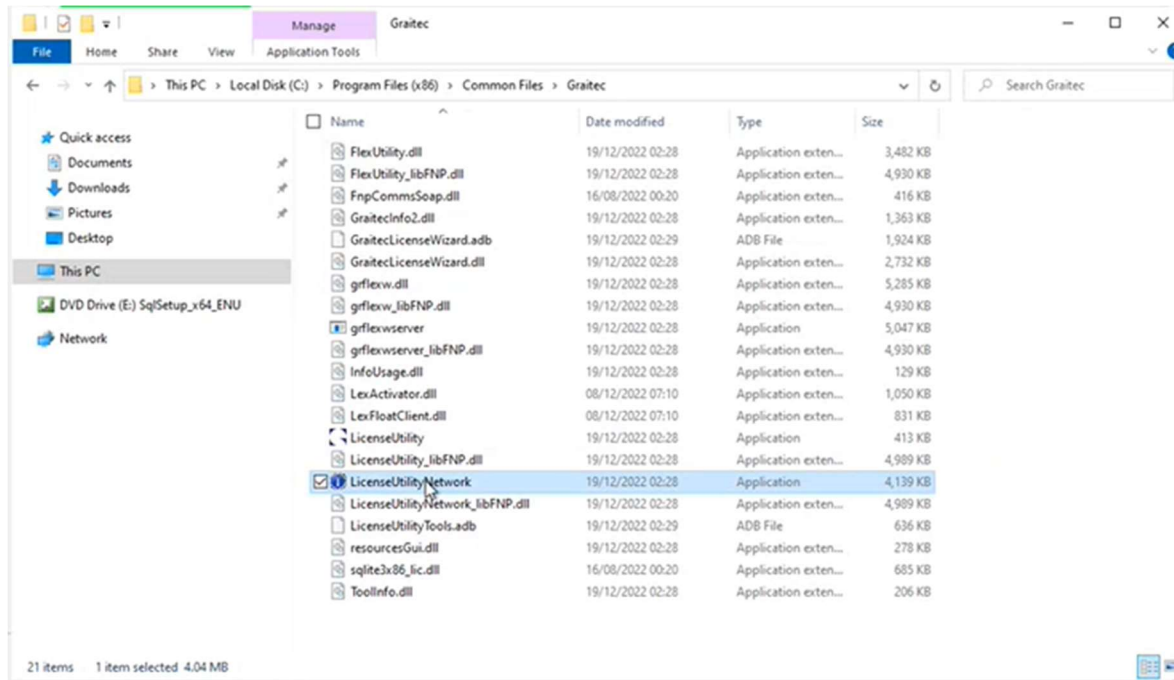 Manage Graitec
File Home Share View Application Tools
This PC Local Disk (C:) Program Files (x86) Common Files Graitec Search Graitec
Quick access
Documents
Downloads
Pictures
Desktop
This PC
DVD Drive (E:) SqlSetup_x64_ENU
Network
Name Date modified Type Size
FlexUtility.dll 19/12/2022 02:28 Application exten... 3,482 KB
FlexUtility_libFNP.dll 19/12/2022 02:28 Application exten... 4,930 KB
FnpCommsSoap.dll 16/08/2022 00:20 Application exten... 416 KB
GraitecInfo2.dll 19/12/2022 02:28 Application exten... 1,363 KB
GraitecLicenseWizard.adb 19/12/2022 02:29 ADB File 1,924 KB
GraitecLicenseWizard.dll 19/12/2022 02:28 Application exten... 2,732 KB
grflexw.dll 19/12/2022 02:28 Application exten... 5,285 KB
grflexw_libFNP.dll 19/12/2022 02:28 Application exten... 4,930 KB
grflexwserver 19/12/2022 02:28 Application 5,047 KB
grflexwserver_libFNP.dll 19/12/2022 02:28 Application exten... 4,930 KB
InfoUsage.dll 19/12/2022 02:28 Application exten... 129 KB
LexActivator.dll 08/12/2022 07:10 Application exten... 1,050 KB
LexFloatClient.dll 08/12/2022 07:10 Application exten... 831 KB
LicenseUtility 19/12/2022 02:28 Application 413 KB
LicenseUtility_libFNP.dll 19/12/2022 02:28 Application exten... 4,989 KB
LicenseUtilityNetwork 19/12/2022 02:28 Application 4,139 KB
LicenseUtilityNetwork_libFNP.dll 19/12/2022 02:28 Application exten... 4,989 KB
LicenseUtilityTools.adb 19/12/2022 02:29 ADB File 636 KB
resourcesGui.dll 19/12/2022 02:28 Application exten... 278 KB
sqlite3x86_lic.dll 16/08/2022 00:20 Application exten... 685 KB
ToolInfo.dll 19/12/2022 02:28 Application exten... 206 KB
21 items 1 item selected 4.04 MB